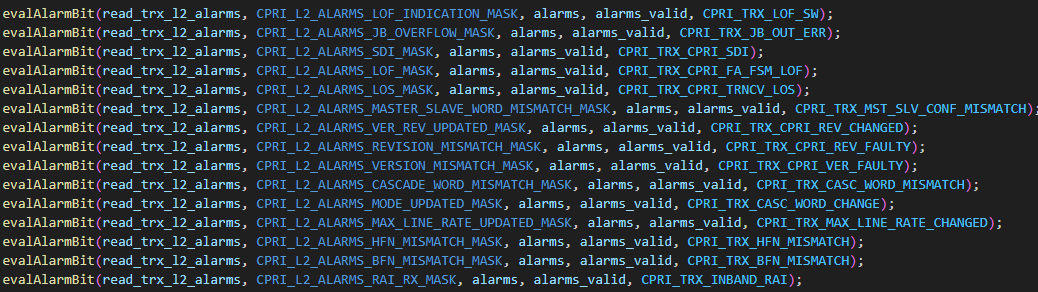 evalAlarmBit(read_trx_l2_alarms, CPRI_L2_ALARMS_LOF_INDICATION_MASK, alarms, alarms_valid, CPRI_TRX_LOF_SW);
evalAlarmBit(read_trx_l2_alarms, CPRI_L2_ALARMS_JB_OVERFLOW_MASK, alarms, alarms_valid, CPRI_TRX_JB_OUT_ERR);
evalAlarmBit(read_trx_l2_alarms, CPRI_L2_ALARMS_SDI_MASK, alarms, alarms_valid, CPRI_TRX_CPRI_SDI);
evalAlarmBit(read_trx_l2_alarms, CPRI_L2_ALARMS_LOF_MASK, alarms, alarms_valid, CPRI_TRX_CPRI_FA_FSM_LOF);
evalAlarmBit(read_trx_l2_alarms, CPRI_L2_ALARMS_LOS_MASK, alarms, alarms_valid, CPRI_TRX_CPRI_TRNCV_LOS);
evalAlarmBit(read_trx_l2_alarms, CPRI_L2_ALARMS_MASTER_SLAVE_WORD_MISMATCH_MASK, alarms, alarms_valid, CPRI_TRX_MST_SLV_CONF_MISMATCH);
evalAlarmBit(read_trx_l2_alarms, CPRI_L2_ALARMS_VER_REV_UPDATED_MASK, alarms, alarms_valid, CPRI_TRX_CPRI_REV_CHANGED);
evalAlarmBit(read_trx_l2_alarms, CPRI_L2_ALARMS_REVISION_MISMATCH_MASK, alarms, alarms_valid, CPRI_TRX_CPRI_REV_FAULTY);
evalAlarmBit(read_trx_l2_alarms, CPRI_L2_ALARMS_VERSION_MISMATCH_MASK, alarms, alarms_valid, CPRI_TRX_CPRI_VER_FAULTY);
evalAlarmBit(read_trx_l2_alarms, CPRI_L2_ALARMS_CASCADE_WORD_MISMATCH_MASK, alarms, alarms_valid, CPRI_TRX_CASC_WORD_MISMATCH);
evalAlarmBit(read_trx_l2_alarms, CPRI_L2_ALARMS_MODE_UPDATED_MASK, alarms, alarms_valid, CPRI_TRX_CASC_WORD_CHANGE);
evalAlarmBit(read_trx_l2_alarms, CPRI_L2_ALARMS_MAX_LINE_RATE_UPDATED_MASK, alarms, alarms_valid, CPRI_TRX_MAX_LINE_RATE_CHANGED);
evalAlarmBit(read_trx_l2_alarms, CPRI_L2_ALARMS_HFN_MISMATCH_MASK, alarms, alarms_valid, CPRI_TRX_HFN_MISMATCH);
evalAlarmBit(read_trx_l2_alarms, CPRI_L2_ALARMS_BFN_MISMATCH_MASK, alarms, alarms_valid, CPRI_TRX_BFN_MISMATCH);
evalAlarmBit(read_trx_l2_alarms, CPRI_L2_ALARMS_RAI_RX_MASK, alarms, alarms_valid, CPRI_TRX_INBAND_RAI);